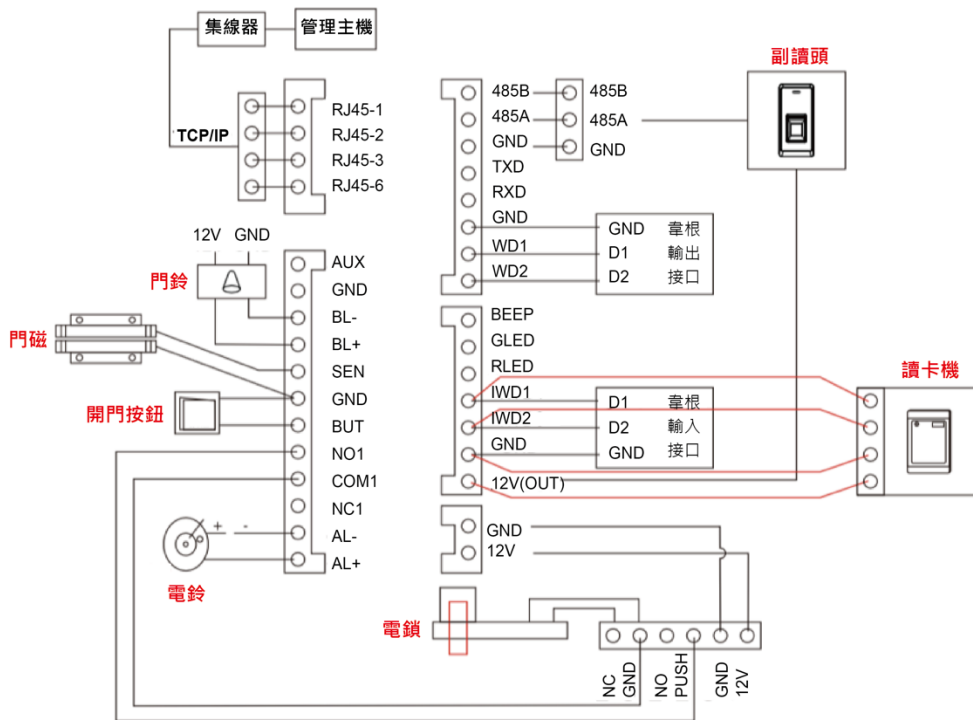 集線器
管理主機
TCP/IP
RJ45-1
RJ45-2
RJ45-3
RJ45-6
12V
GND
門鈴
門磁
開門按鈕
電鈴
+
-
AUX
GND
BL-
BL+
SEN
GND
BUT
NO1
COM1
NC1
AL-
AL+
485B
485A
GND
TXD
RXD
GND
WD1
WD2
485B
485A
GND
副讀頭
GND 韋根
D1 輸出
D2 接口
BEEP
GLED
RLED
IWD1
IWD2
GND
12V(OUT)
D1 韋根
D2 輸入
GND 接口
讀卡機
GND
12V
電鎖
NC
GND
NO
PUSH
GND
12V